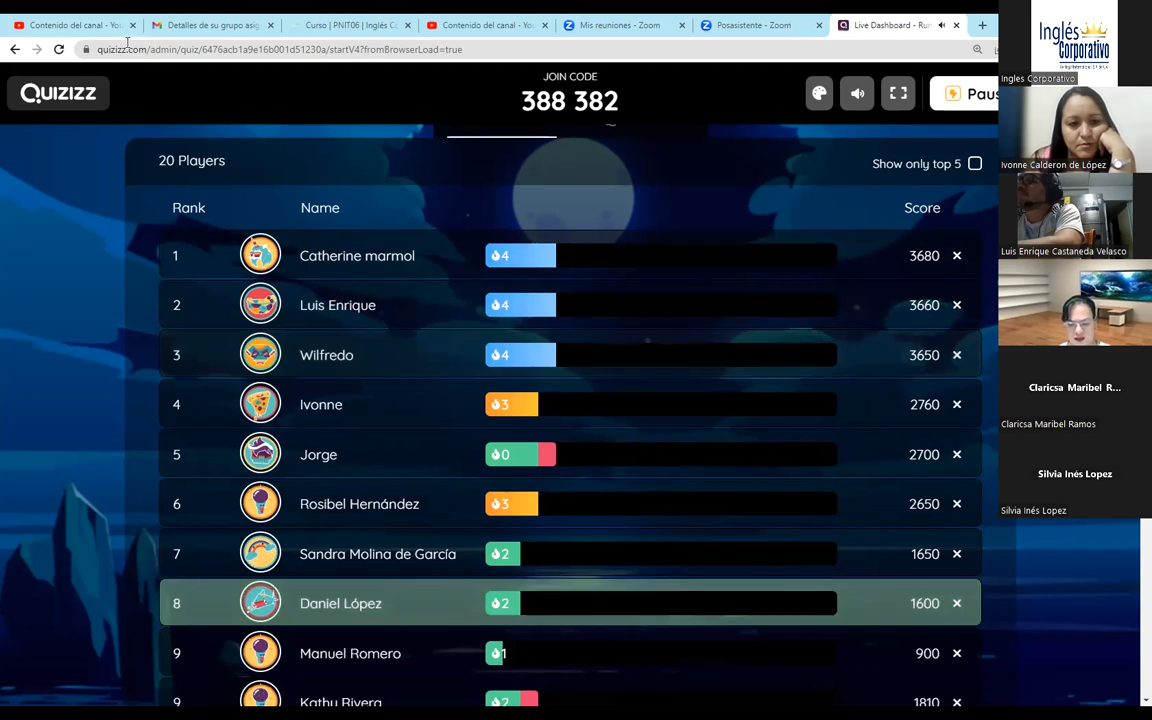 Contenido del canal - You
Detalles de su grupo asig
Curso | PNIT06 | Inglés Co
Contenido del canal - You
Mis reuniones - Zoom
Posasistente - Zoom
Live Dashboard - Run
quizizz.com/admin/quiz/6476acb1a9e16b001d51230a/startV4?fromBrowserLoad=true
Quizizz
JOIN CODE
388 382
Paus
20 Players
Show only top 5
Rank Name Score
1 Catherine marmol 4 3680
2 Luis Enrique 4 3660
3 Wilfredo 4 3650
4 Ivonne 3 2760
5 Jorge 0 2700
6 Rosibel Hernández 3 2650
7 Sandra Molina de García 2 1650
8 Daniel López 2 1600
9 Manuel Romero 1 900
9 Kathy Rivera 2 1810
Inglés
Corporativo
Ingles Corporativo
Ivonne Calderon de López
Luis Enrique Castaneda Velasco
Claricsa Maribel R...
Claricsa Maribel Ramos
Silvia Inés Lopez
Silvia Inés Lopez